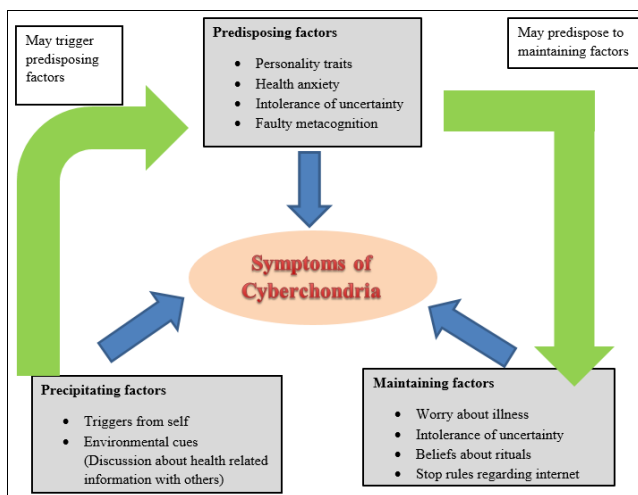 May trigger
predisposing
factors
Predisposing factors
• Personality traits
• Health anxiety
• Intolerance of uncertainty
• Faulty metacognition
May predispose to
maintaining factors
Symptoms of
Cyberchondria
Precipitating factors
• Triggers from self
• Environmental cues
(Discussion about health related
information with others)
Maintaining factors
• Worry about illness
• Intolerance of uncertainty
• Beliefs about rituals
• Stop rules regarding internet